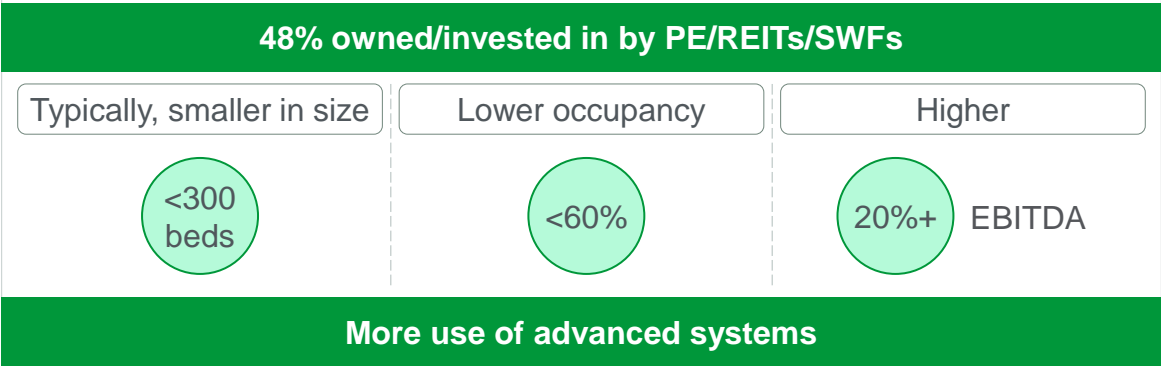 48% owned/invested in by PE/REITs/SWFs
Typically, smaller in size
Lower occupancy
Higher
<300
beds
<60%
20%+
EBITDA
More use of advanced systems